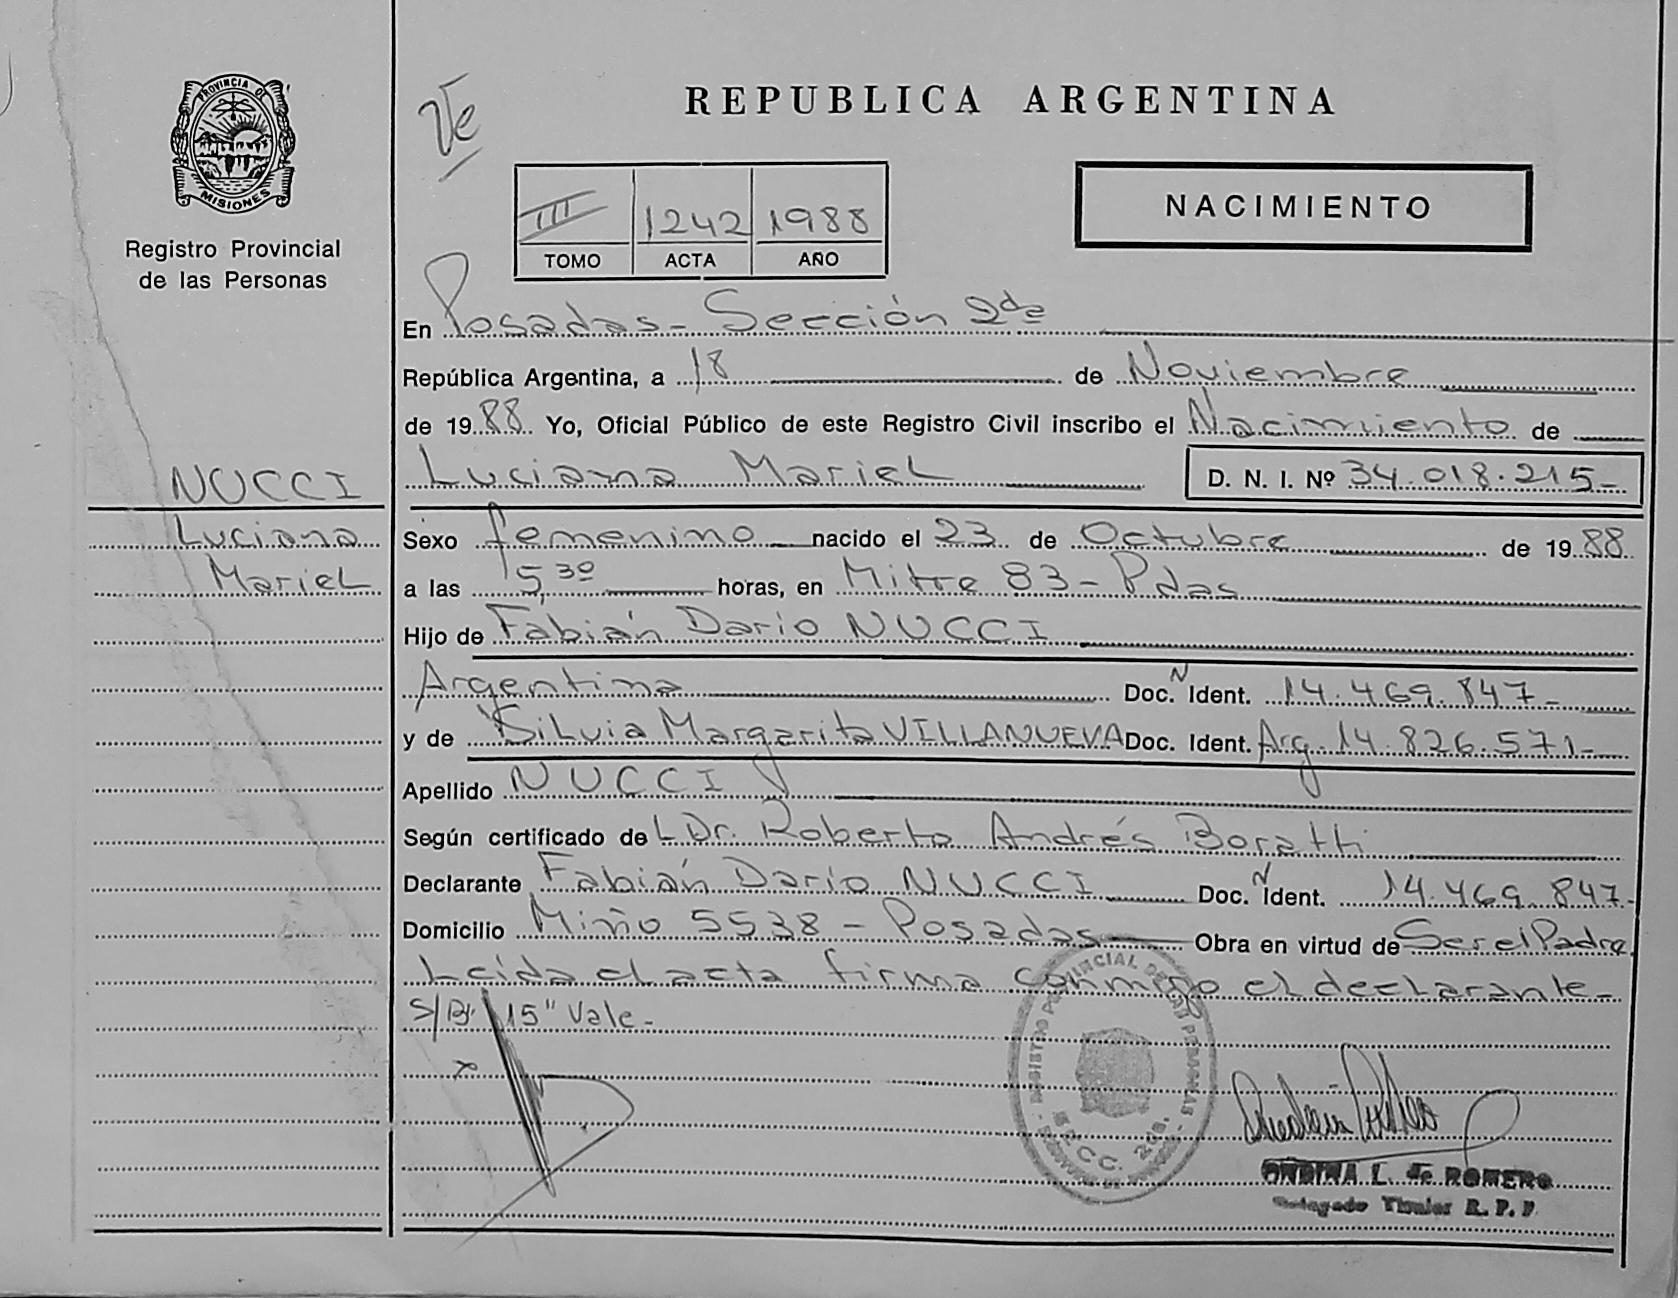 PROVINCIA DE
MISIONES
Registro Provincial
de las Personas
NUCCI
Luciana
Mariel
REPUBLICA ARGENTINA
III 1242 1988
TOMO ACTA AÑO
NACIMIENTO
En Posadas - Sección 2da
República Argentina, a 18 de Noviembre
de 1988 Yo, Oficial Público de este Registro Civil inscribo el Nacimiento de
Luciana Mariel D. N. I. Nº 34.018.215-
Sexo femenino nacido el 23 de Octubre de 1988
a las 15,30 horas, en Mitre 83 - Pdas
Hijo de Fabián Dario NUCCI
Argentina Doc. N Ident. 14.469.847-
y de Silvia Margarita VILLANUEVA Doc. Ident. Arg. 14.826.571-
Apellido NUCCI
Según certificado de L Dr. Roberto Andrés Boratti
Declarante Fabián Dario NUCCI Doc. N Ident. 14.469.847-
Domicilio Miño 5538 - Posadas Obra en virtud de Ser el Padre
Leída el acta firma conmigo el declarante-
S/B: "15" Vale-
x
SECC. 2da.
ONDINA L. de ROMERO
Delegado Titular R. P. P